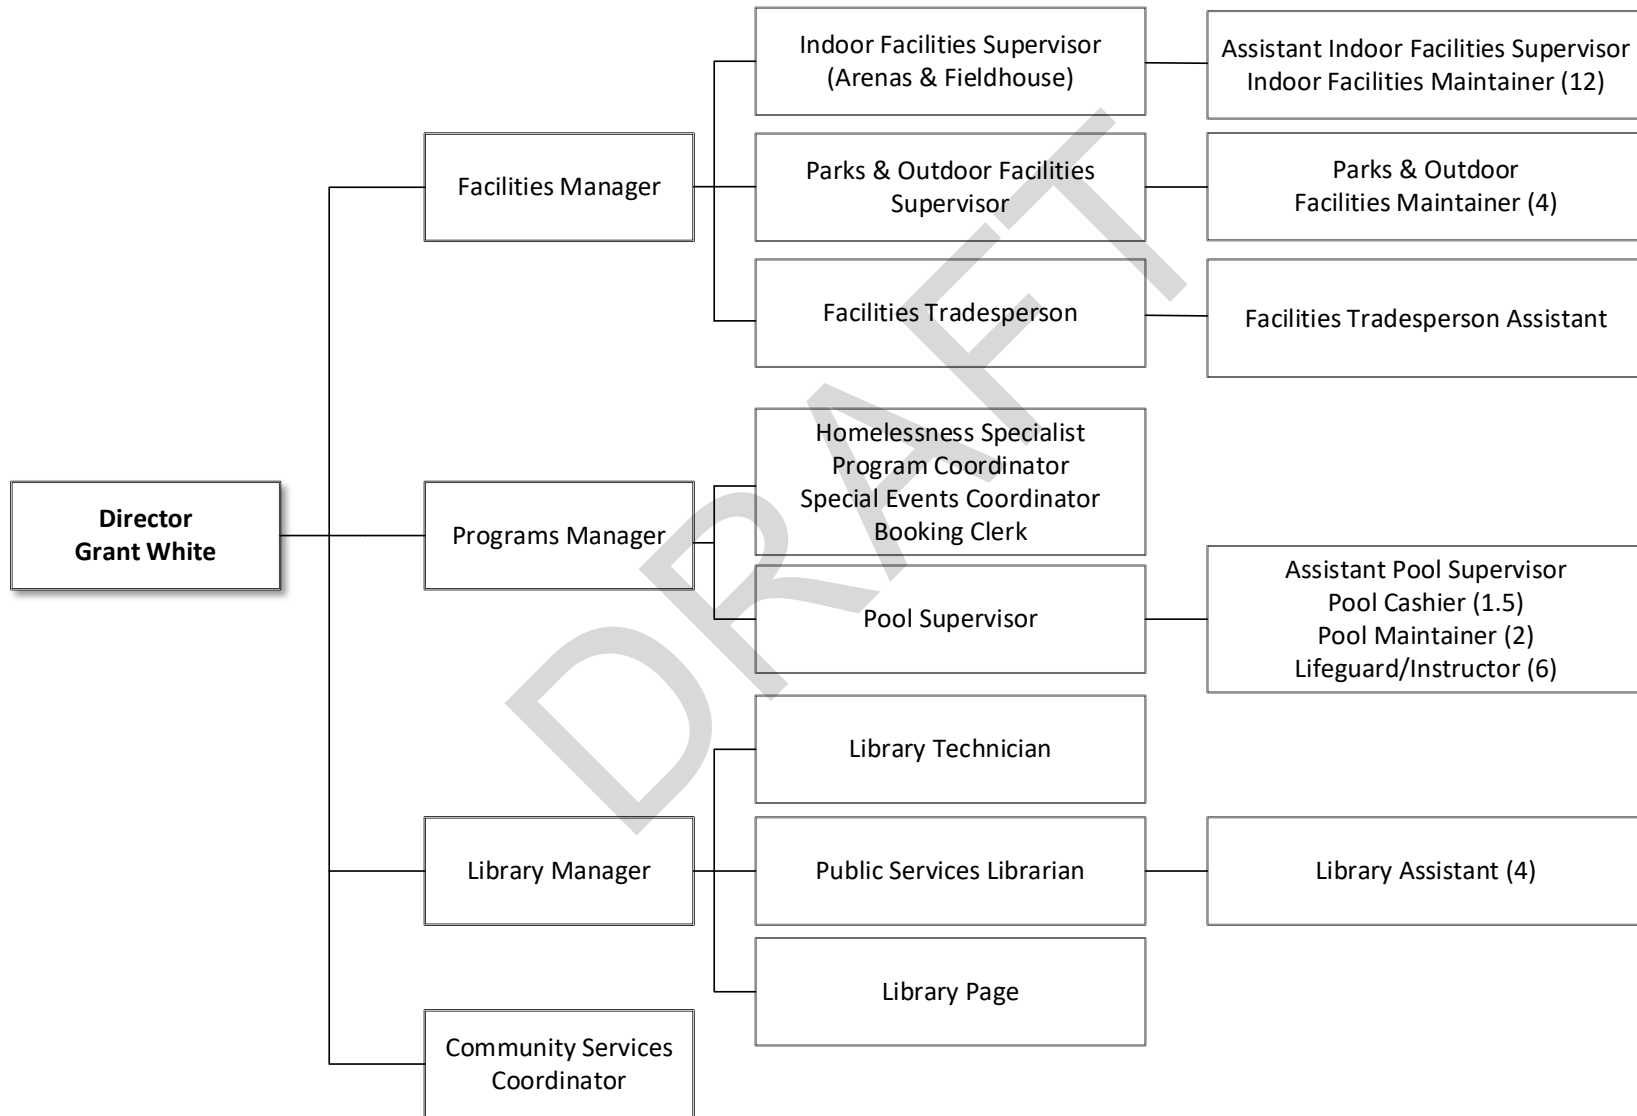 Director
Grant White
Facilities Manager
Indoor Facilities Supervisor
(Arenas & Fieldhouse)
Assistant Indoor Facilities Supervisor
Indoor Facilities Maintainer (12)
Parks & Outdoor Facilities
Supervisor
Parks & Outdoor
Facilities Maintainer (4)
Facilities Tradesperson
Facilities Tradesperson Assistant
Programs Manager
Homelessness Specialist
Program Coordinator
Special Events Coordinator
Booking Clerk
Pool Supervisor
Assistant Pool Supervisor
Pool Cashier (1.5)
Pool Maintainer (2)
Lifeguard/Instructor (6)
Library Manager
Library Technician
Public Services Librarian
Library Assistant (4)
Library Page
Community Services
Coordinator
DRAFT